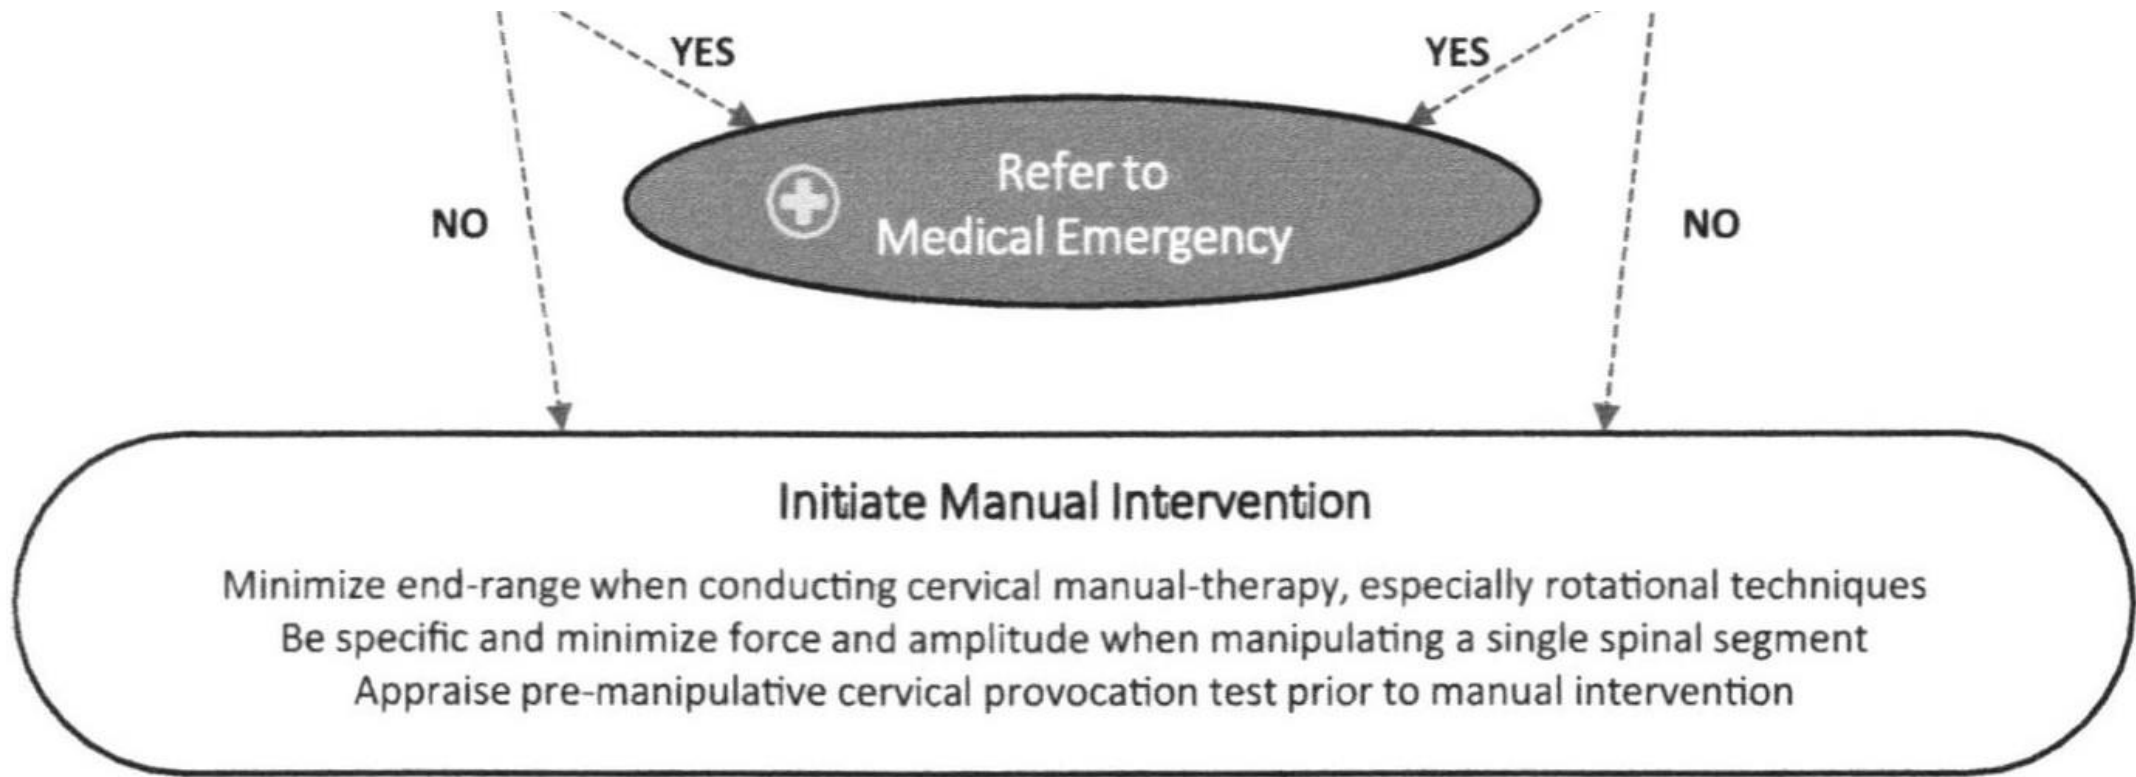 YES
YES
Refer to
Medical Emergency
NO
NO
Initiate Manual Intervention
Minimize end-range when conducting cervical manual-therapy, especially rotational techniques
Be specific and minimize force and amplitude when manipulating a single spinal segment
Appraise pre-manipulative cervical provocation test prior to manual intervention